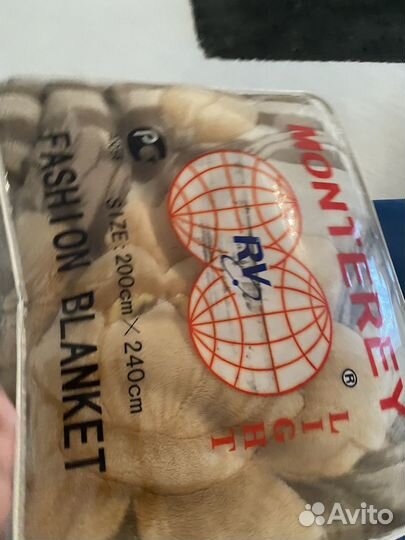 MONTEREY
®
LIGHT
RV.
SIZE: 200cm × 240cm
FASHION BLANKET
Avito